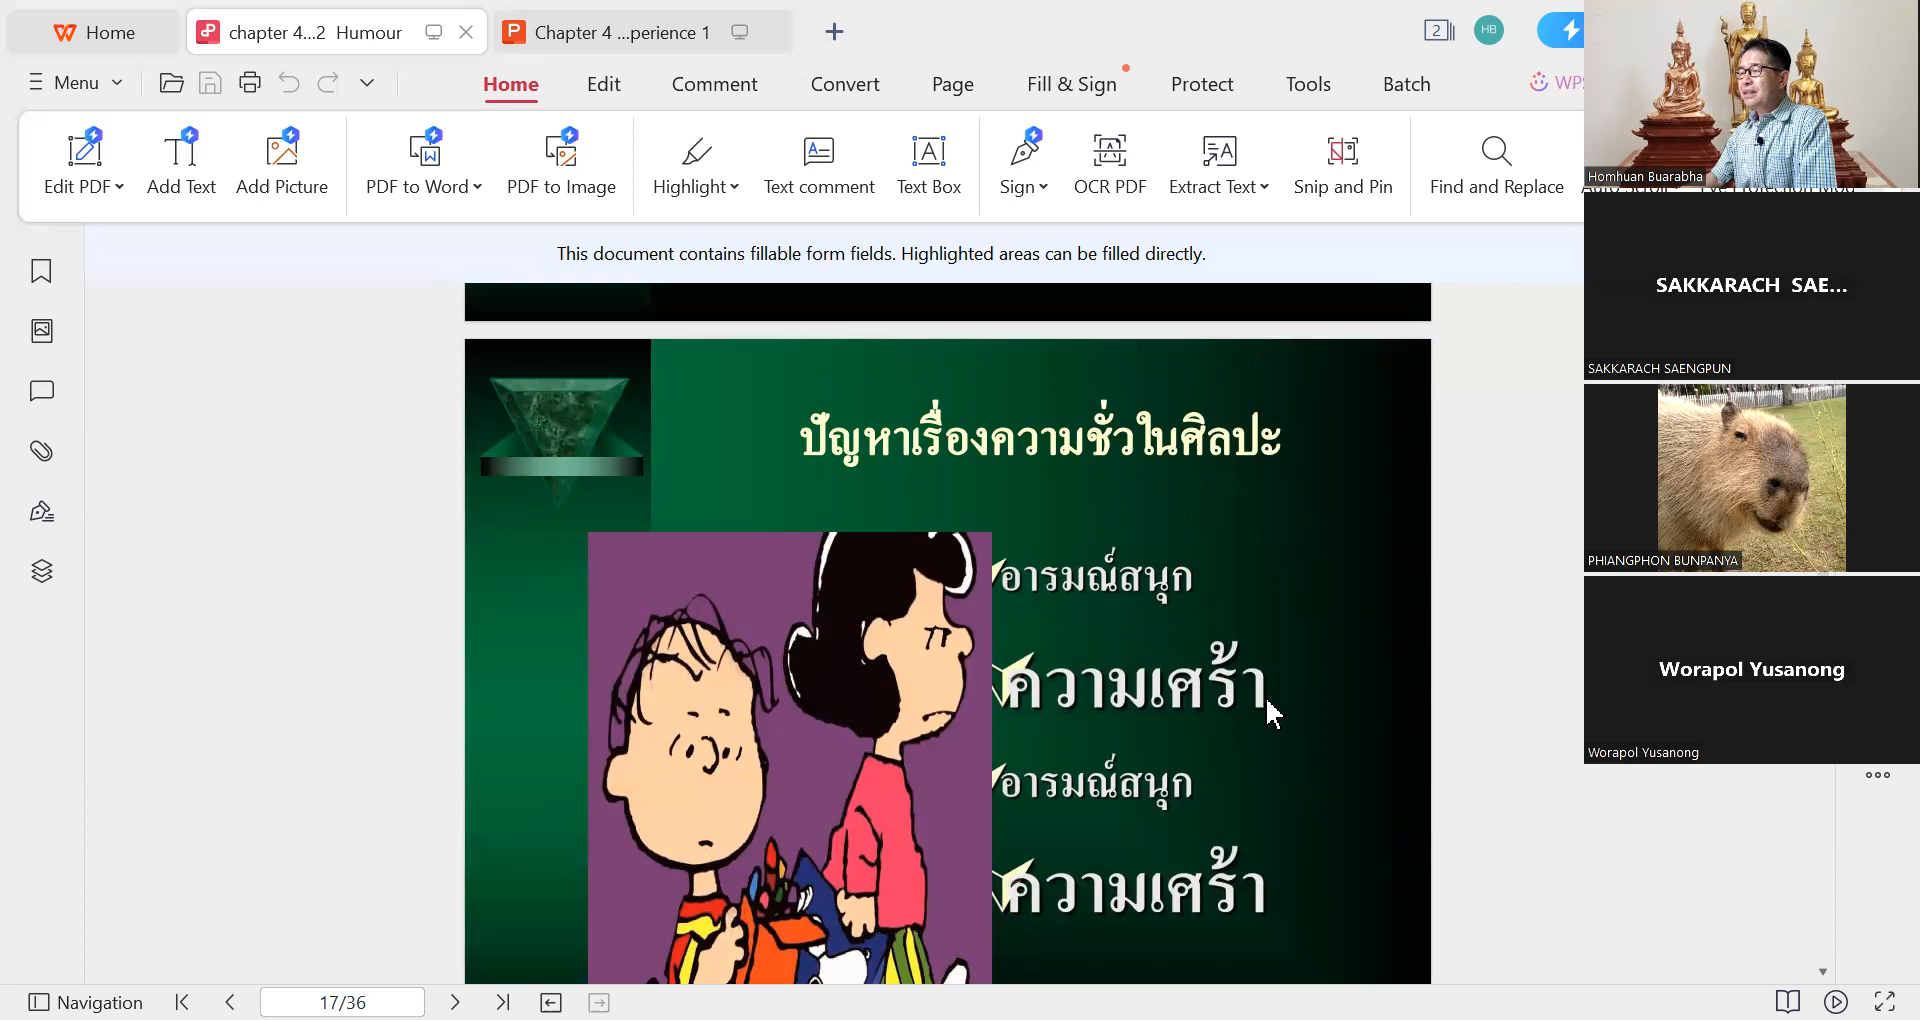 Home
chapter 4...2 Humour
Chapter 4 ...perience 1
2
HB
Menu
Home
Edit
Comment
Convert
Page
Fill & Sign
Protect
Tools
Batch
WPS
Edit PDF
Add Text
Add Picture
PDF to Word
PDF to Image
Highlight
Text comment
Text Box
Sign
OCR PDF
Extract Text
Snip and Pin
Find and Replace
Homhuan Buarabha
This document contains fillable form fields. Highlighted areas can be filled directly.
SAKKARACH SAE...
SAKKARACH SAENGPUN
PHIANGPHON BUNPANYA
Worapol Yusanong
Worapol Yusanong
ปัญหาเรื่องความชั่วในศิลปะ
อารมณ์สนุก
ความเศร้า
อารมณ์สนุก
ความเศร้า
Navigation
17/36